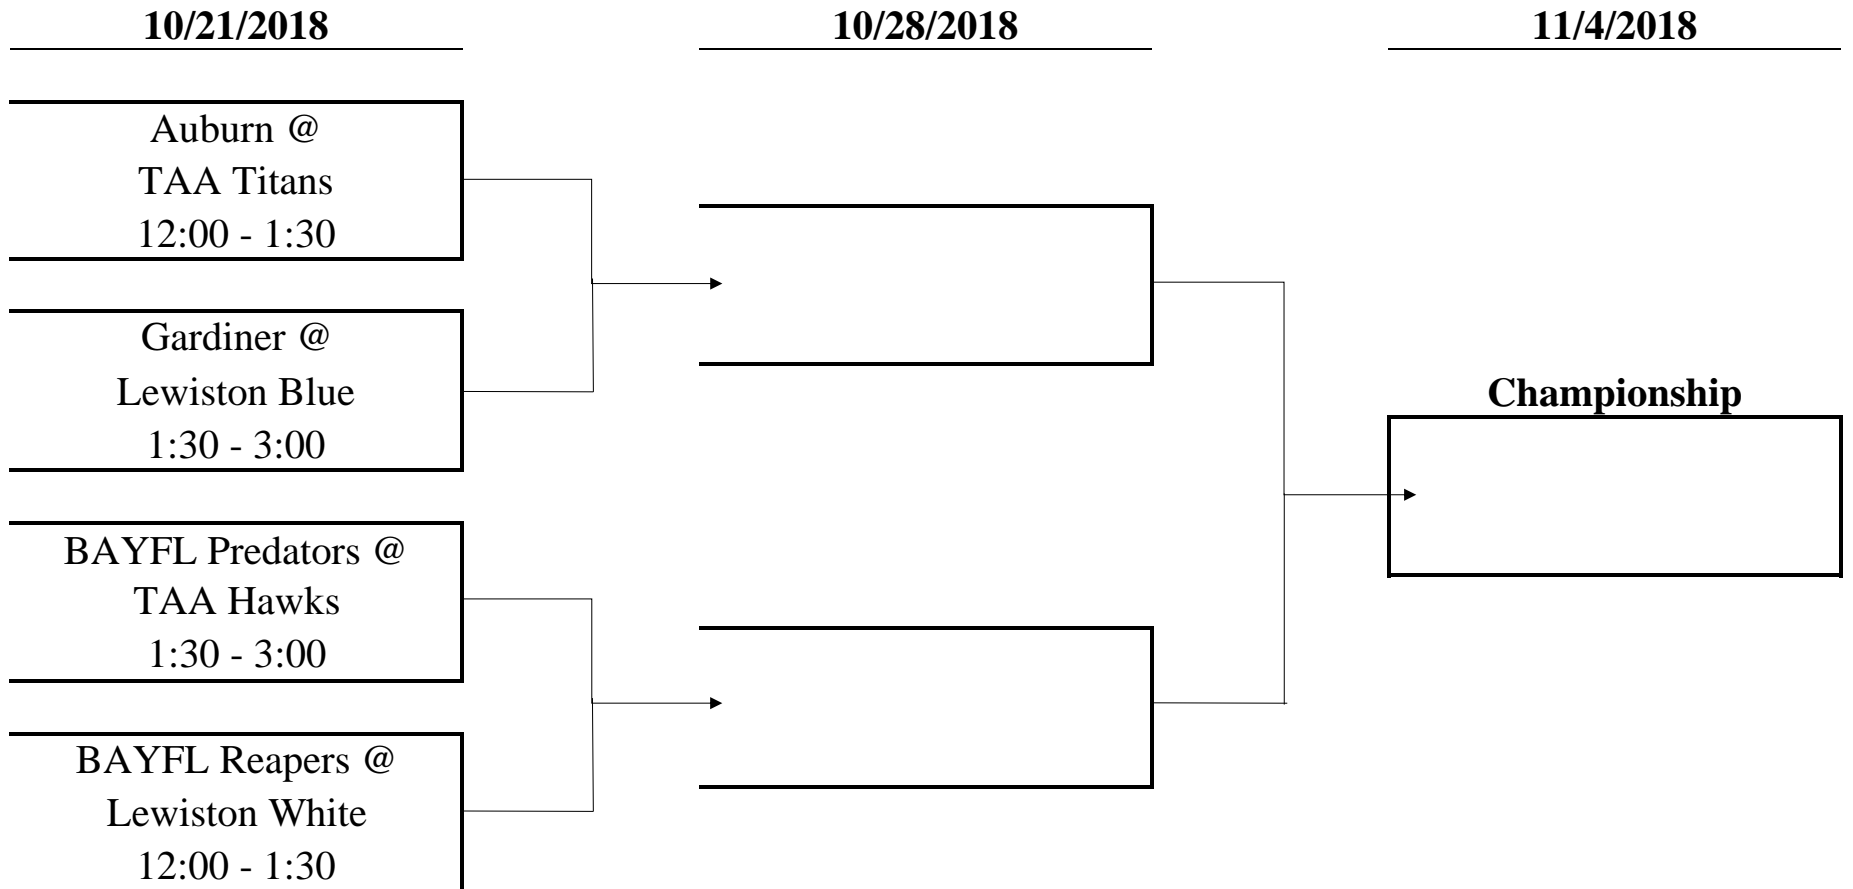 10/21/2018
10/28/2018
11/4/2018
Auburn @
TAA Titans
12:00 - 1:30
Gardiner @
Lewiston Blue
1:30 - 3:00
Championship
BAYFL Predators @
TAA Hawks
1:30 - 3:00
BAYFL Reapers @
Lewiston White
12:00 - 1:30